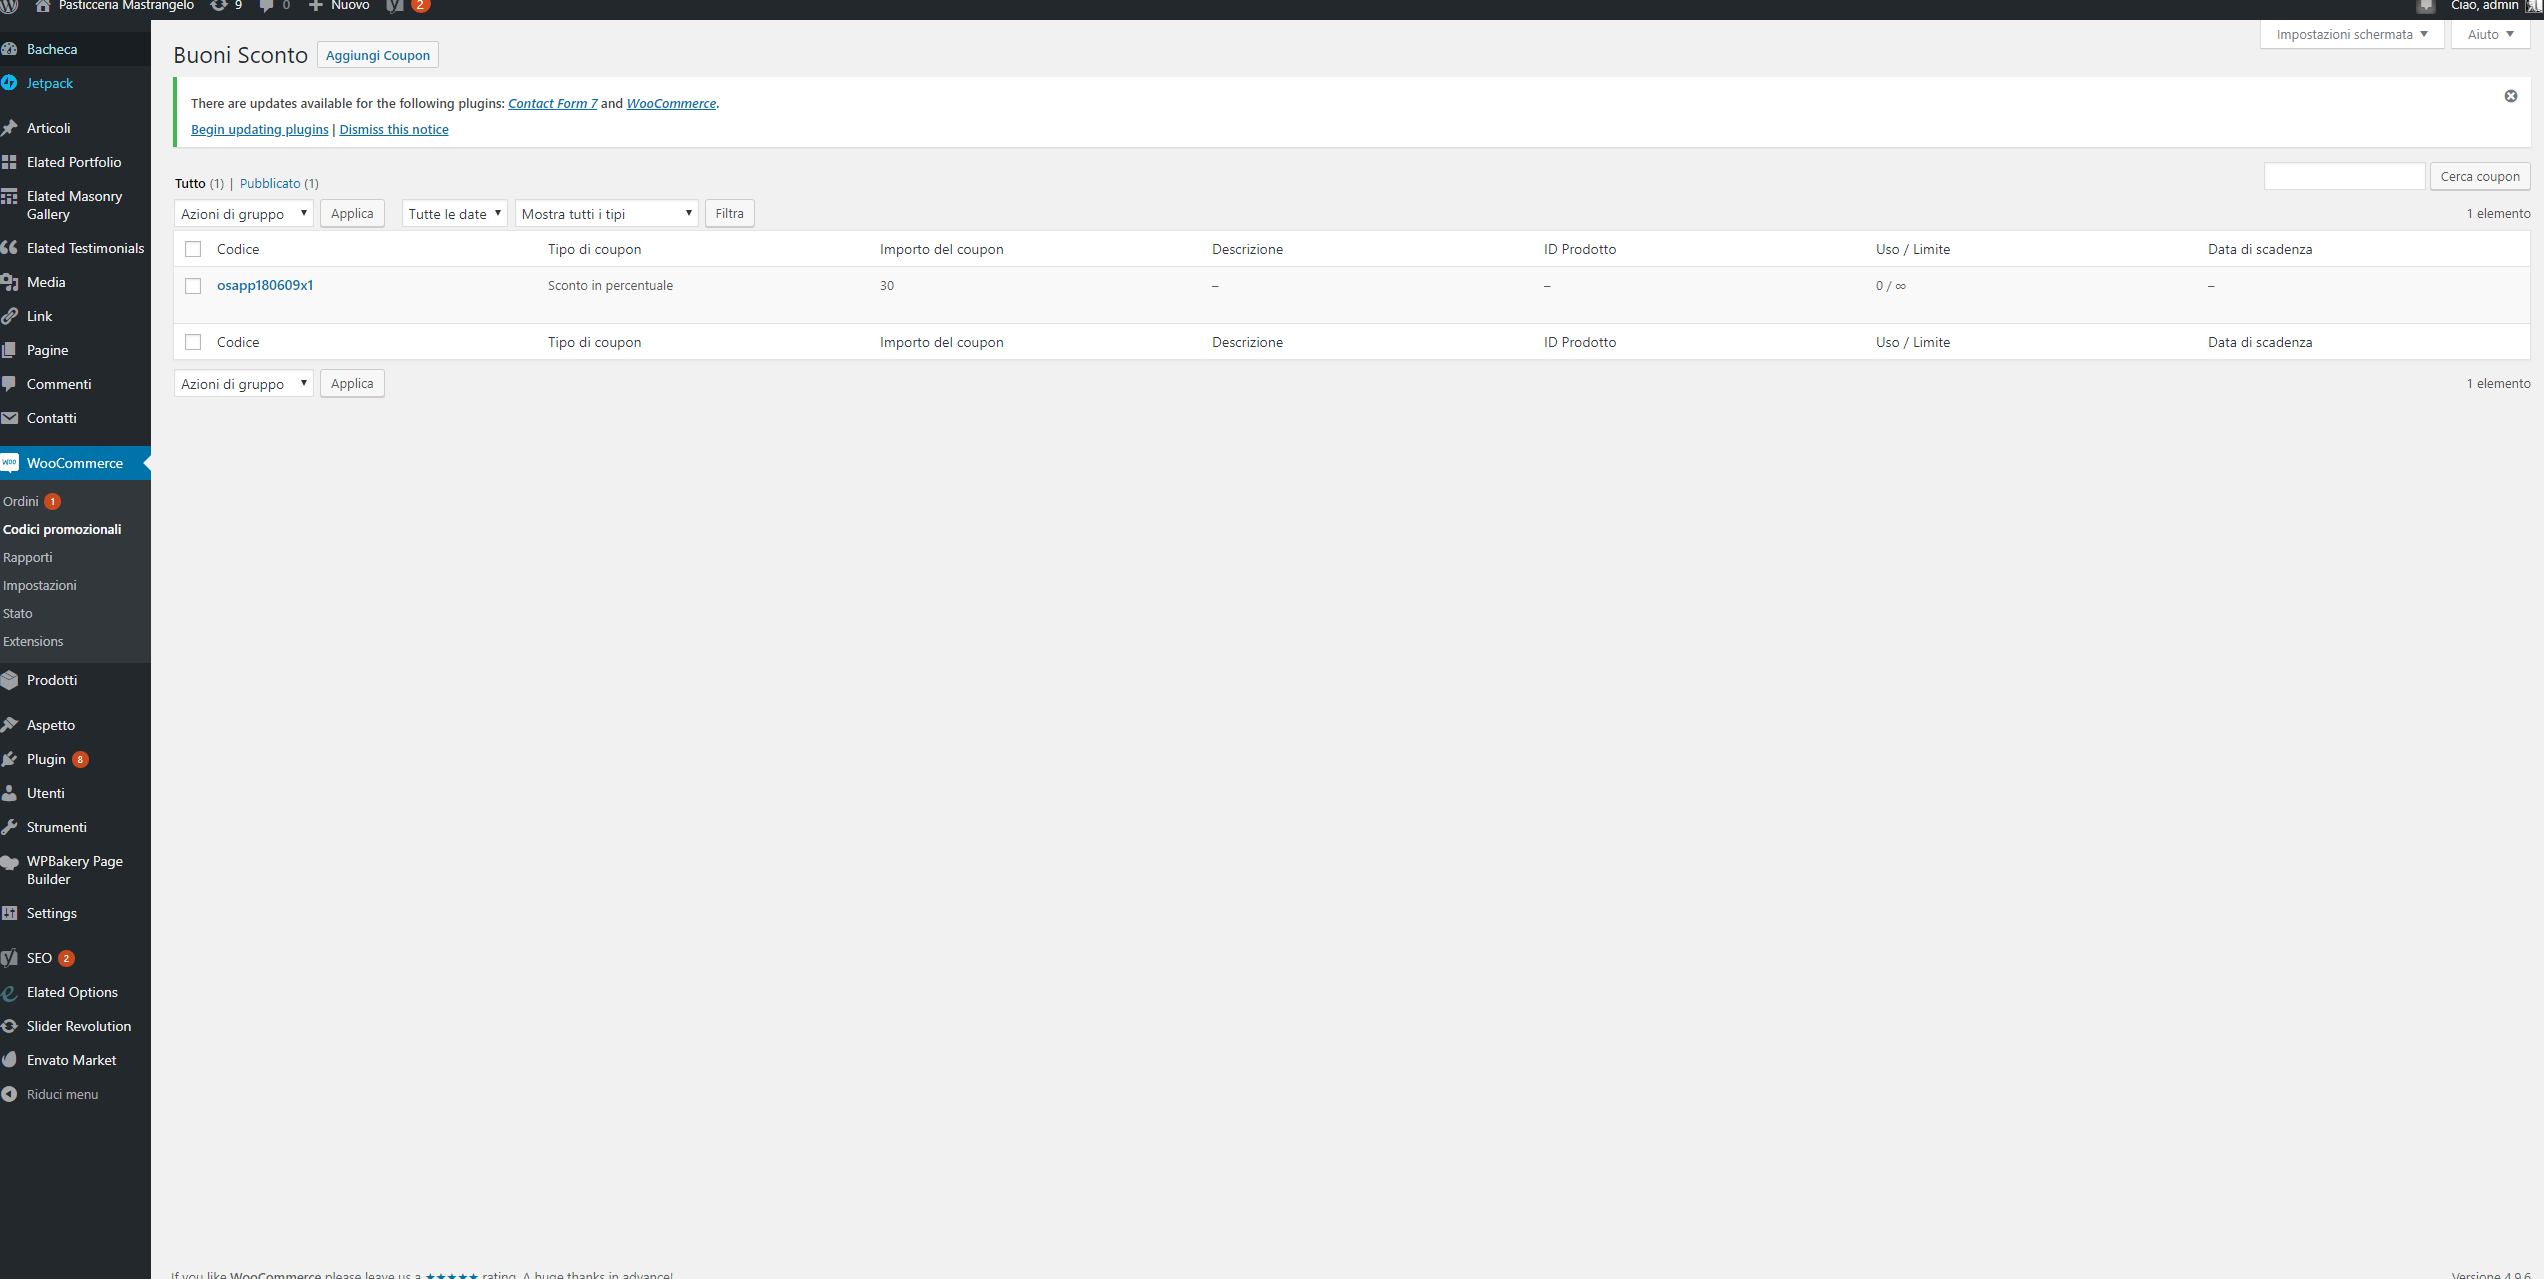 Pasticceria Mastrangelo 9 0 Nuovo 2 Ciao, admin
Bacheca
Jetpack
Articoli
Elated Portfolio
Elated Masonry
Gallery
Elated Testimonials
Media
Link
Pagine
Commenti
Contatti
WooCommerce
Ordini 1
Codici promozionali
Rapporti
Impostazioni
Stato
Extensions
Prodotti
Aspetto
Plugin 8
Utenti
Strumenti
WPBakery Page
Builder
Settings
SEO 2
Elated Options
Slider Revolution
Envato Market
Riduci menu
Impostazioni schermata Aiuto
Buoni Sconto Aggiungi Coupon
There are updates available for the following plugins: Contact Form 7 and WooCommerce.
Begin updating plugins | Dismiss this notice
Tutto (1) | Pubblicato (1) Cerca coupon
Azioni di gruppo Applica Tutte le date Mostra tutti i tipi Filtra 1 elemento
Codice Tipo di coupon Importo del coupon Descrizione ID Prodotto Uso / Limite Data di scadenza
osapp180609x1 Sconto in percentuale 30 – – 0 / ∞ –
Codice Tipo di coupon Importo del coupon Descrizione ID Prodotto Uso / Limite Data di scadenza
Azioni di gruppo Applica 1 elemento
If you like WooCommerce please leave us a ★★★★★ rating. A huge thanks in advance! Versione 4.9.6